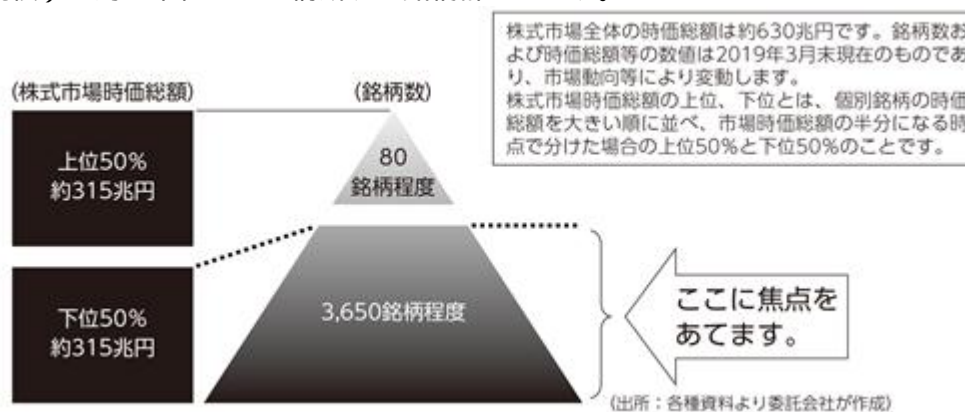 株式市場全体の時価総額は約630兆円です。銘柄数お
よび時価総額等の数値は2019年3月末現在のものであ
り、市場動向等により変動します。
株式市場時価総額の上位、下位とは、個別銘柄の時価
総額を大きい順に並べ、市場時価総額の半分になる時
点で分けた場合の上位50%と下位50%のことです。
(株式市場時価総額)
(銘柄数)
上位50%
約315兆円
80
銘柄程度
下位50%
約315兆円
3,650銘柄程度
ここに焦点を
あてます。
(出所：各種資料より委託会社が作成)